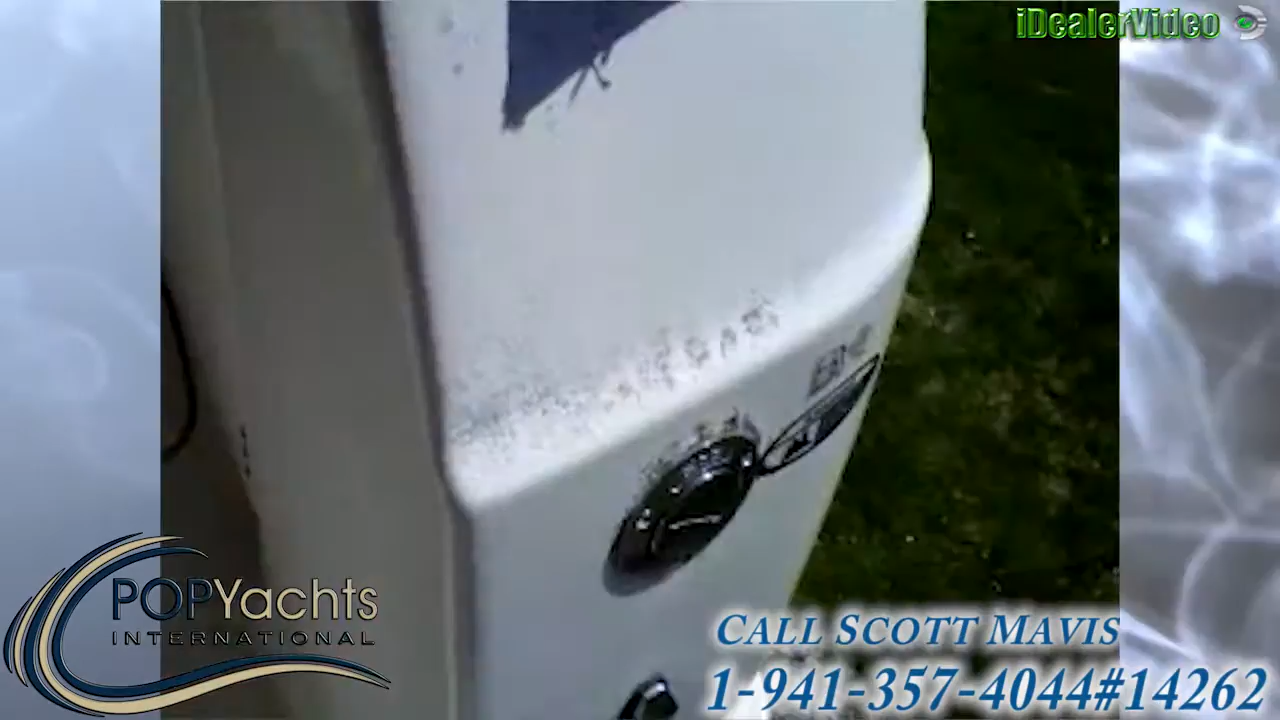 iDealerVideo
POPYachts
INTERNATIONAL
CALL SCOTT MAVIS
1-941-357-4044#14262